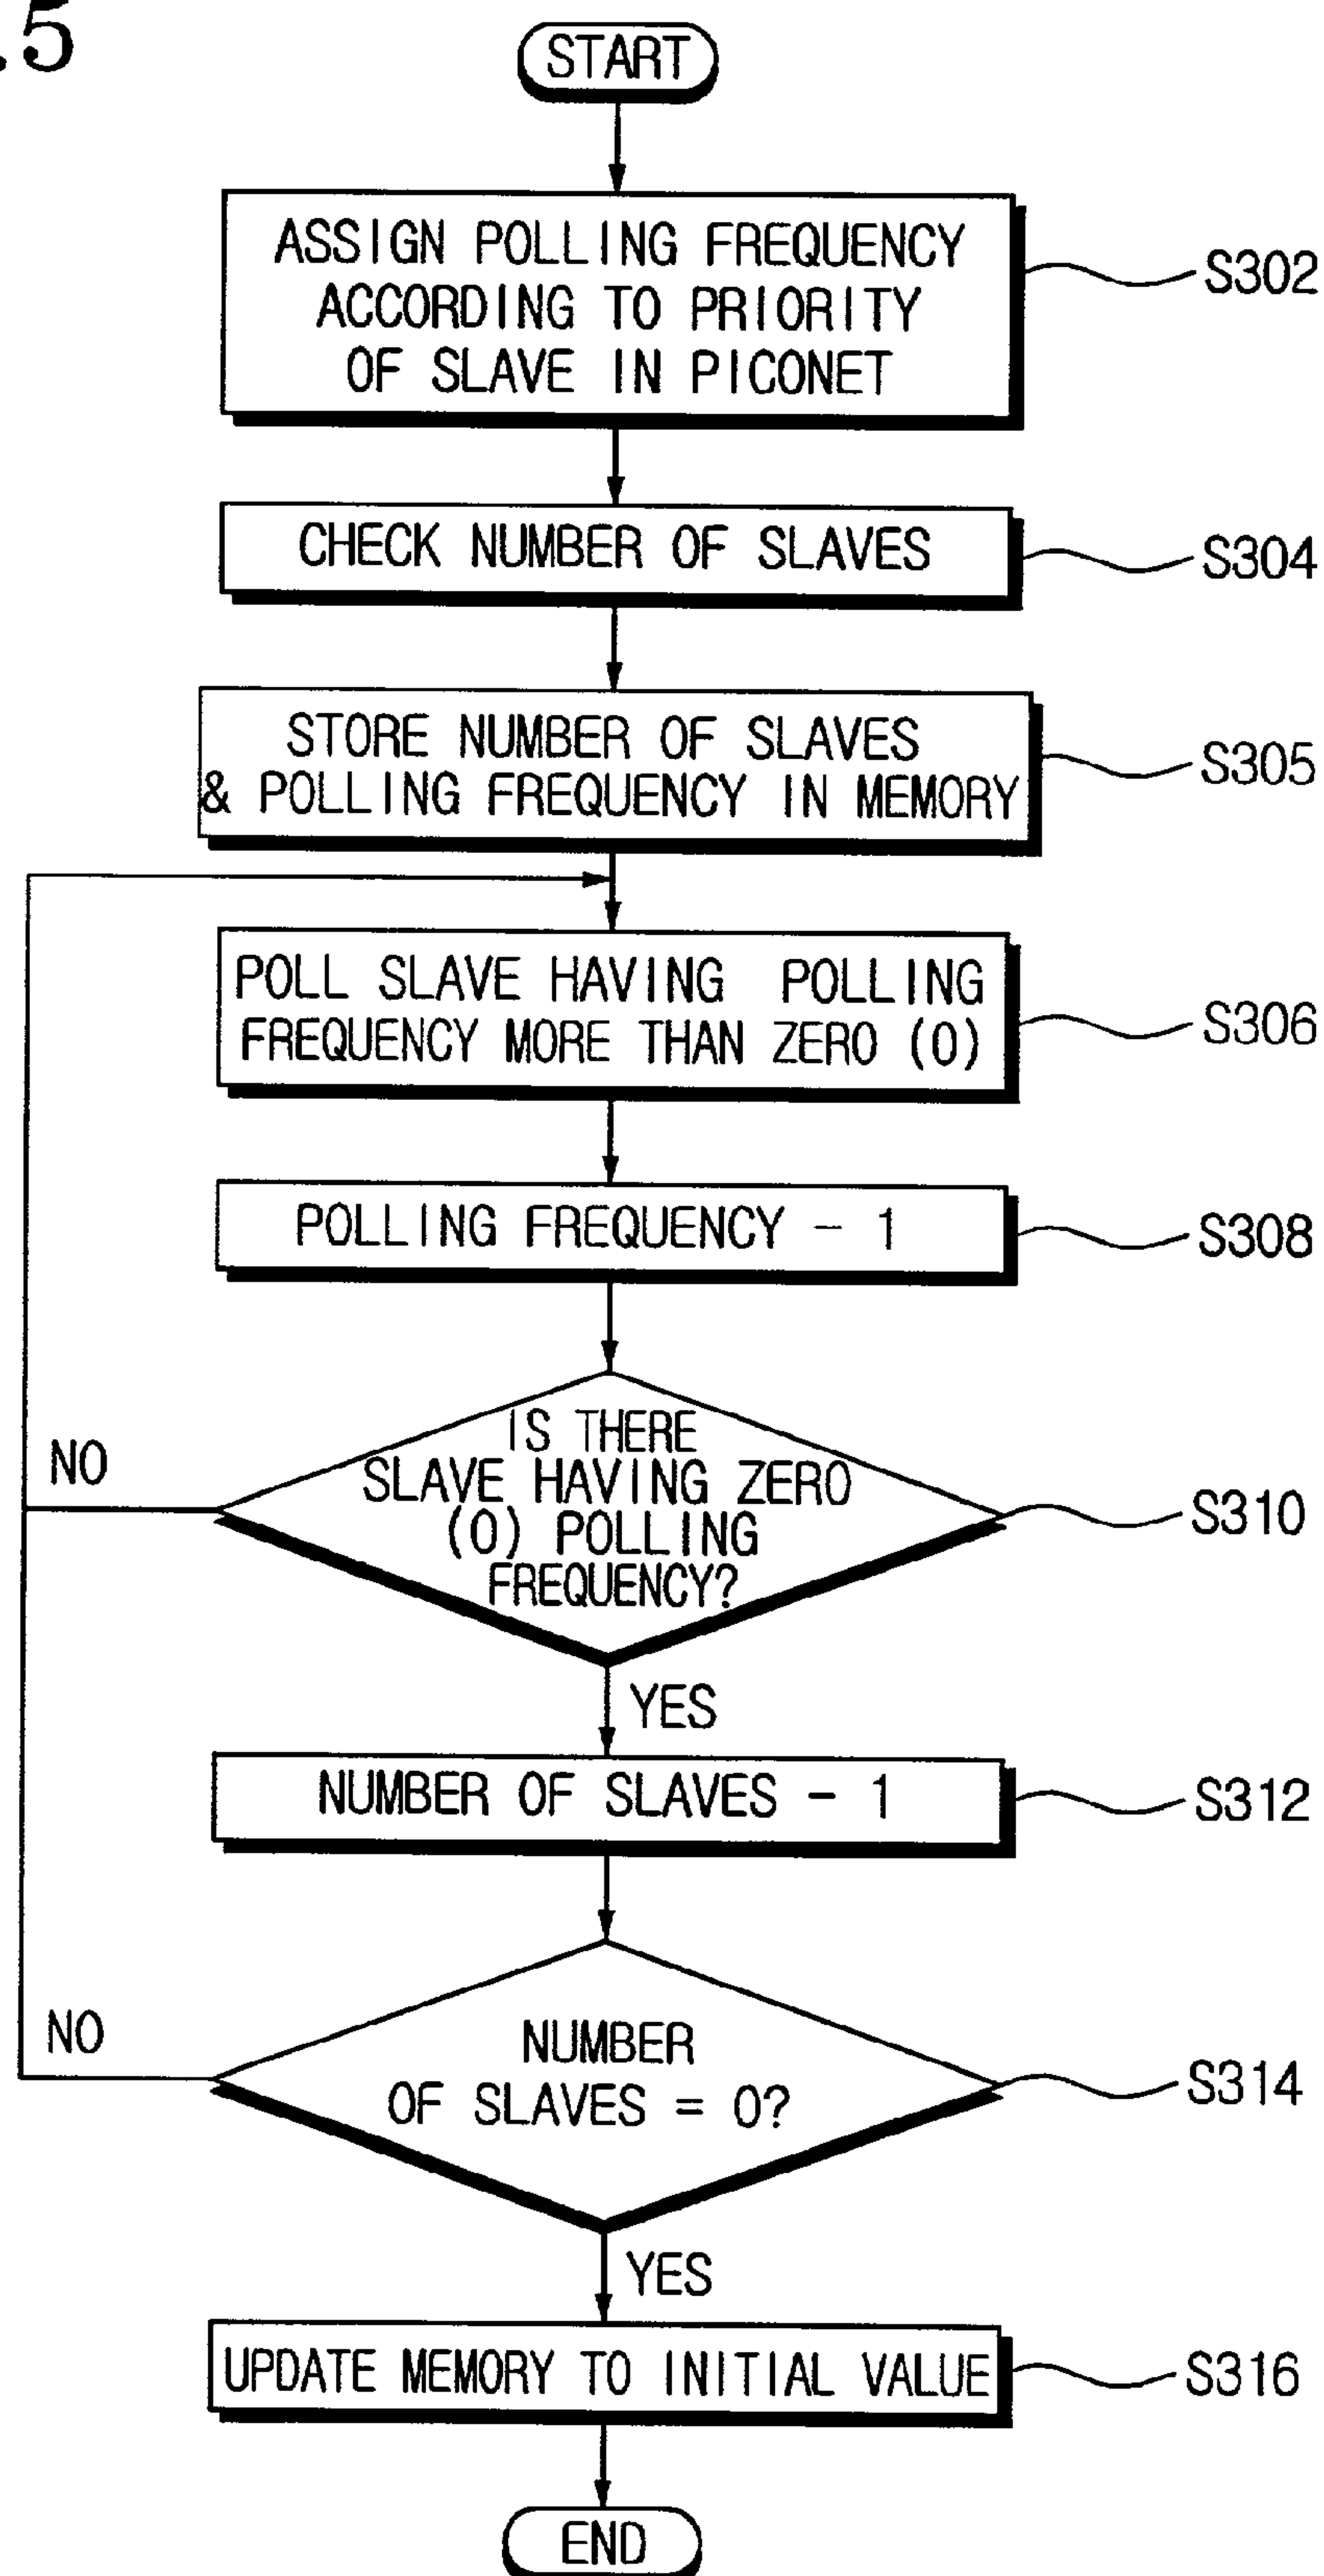 .5
START
ASSIGN POLLING FREQUENCY
ACCORDING TO PRIORITY
OF SLAVE IN PICONET
S302
CHECK NUMBER OF SLAVES
S304
STORE NUMBER OF SLAVES
& POLLING FREQUENCY IN MEMORY
S305
POLL SLAVE HAVING POLLING
FREQUENCY MORE THAN ZERO (0)
S306
POLLING FREQUENCY - 1
S308
IS THERE
SLAVE HAVING ZERO
(0) POLLING
FREQUENCY?
S310
NO
YES
NUMBER OF SLAVES - 1
S312
NUMBER
OF SLAVES = 0?
S314
NO
YES
UPDATE MEMORY TO INITIAL VALUE
S316
END